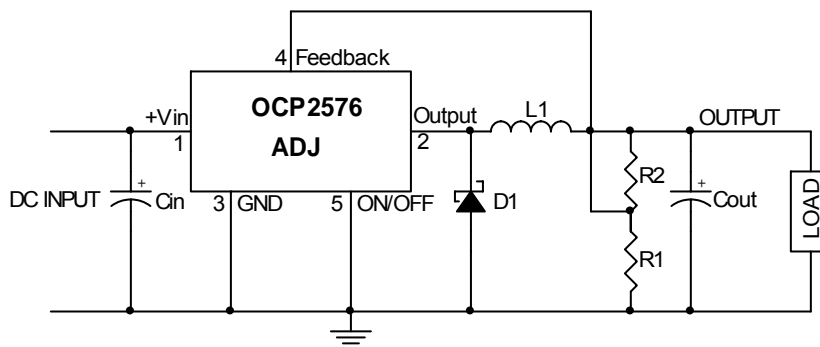 4 Feedback
OCP2576
ADJ
+Vin
1
Output
2
L1
OUTPUT
DC INPUT
+
Cin
3 GND
5 ON/OFF
D1
R2
R1
+
Cout
LOAD